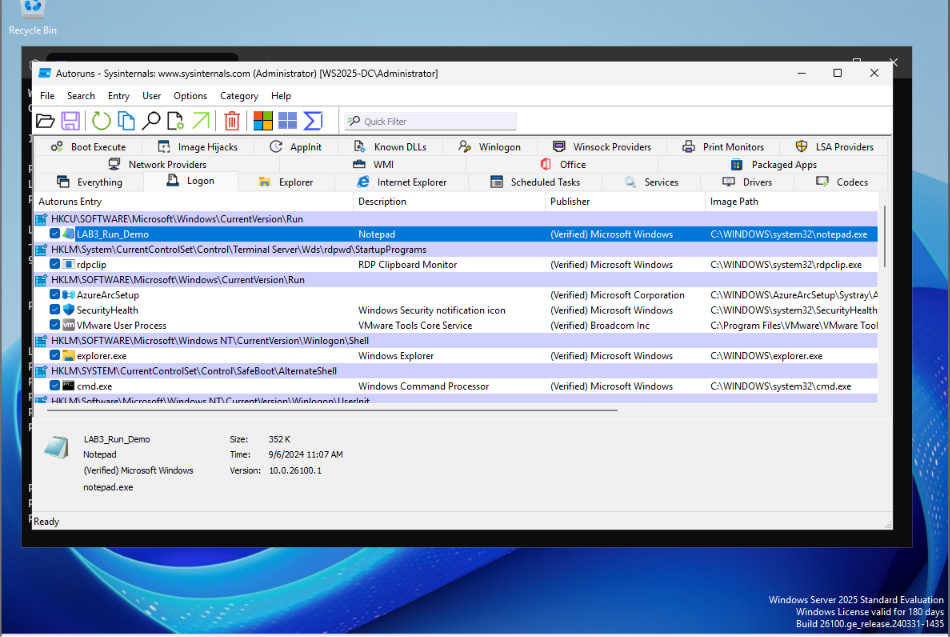 Recycle Bin
Autoruns - Sysinternals: www.sysinternals.com (Administrator) [WS2025-DC\Administrator]
File Search Entry User Options Category Help
Quick Filter
Boot Execute Image Hijacks AppInit Known DLLs Winlogon Winsock Providers Print Monitors LSA Providers
Network Providers WMI Office Packaged Apps
Everything Logon Explorer Internet Explorer Scheduled Tasks Services Drivers Codecs
Autoruns Entry Description Publisher Image Path
HKCU\SOFTWARE\Microsoft\Windows\CurrentVersion\Run
LAB3_Run_Demo Notepad (Verified) Microsoft Windows C:\WINDOWS\system32\notepad.exe
HKLM\System\CurrentControlSet\Control\Terminal Server\Wds\rdpwd\StartupPrograms
rdpclip RDP Clipboard Monitor (Verified) Microsoft Windows C:\WINDOWS\system32\rdpclip.exe
HKLM\SOFTWARE\Microsoft\Windows\CurrentVersion\Run
AzureArcSetup (Verified) Microsoft Corporation C:\WINDOWS\AzureArcSetup\Systray\A
SecurityHealth Windows Security notification icon (Verified) Microsoft Windows C:\WINDOWS\system32\SecurityHealth
vm VMware User Process VMware Tools Core Service (Verified) Broadcom Inc C:\Program Files\VMware\VMware Tool
HKLM\SOFTWARE\Microsoft\Windows NT\CurrentVersion\Winlogon\Shell
explorer.exe Windows Explorer (Verified) Microsoft Windows C:\WINDOWS\explorer.exe
HKLM\SYSTEM\CurrentControlSet\Control\SafeBoot\AlternateShell
cmd.exe Windows Command Processor (Verified) Microsoft Windows C:\WINDOWS\system32\cmd.exe
HKLM\Software\Microsoft\Windows NT\CurrentVersion\Winlogon\Userinit
LAB3_Run_Demo Size: 352 K
Notepad Time: 9/6/2024 11:07 AM
(Verified) Microsoft Windows Version: 10.0.26100.1
notepad.exe
Ready
Windows Server 2025 Standard Evaluation
Windows License valid for 180 days
Build 26100.ge_release.240331-1435